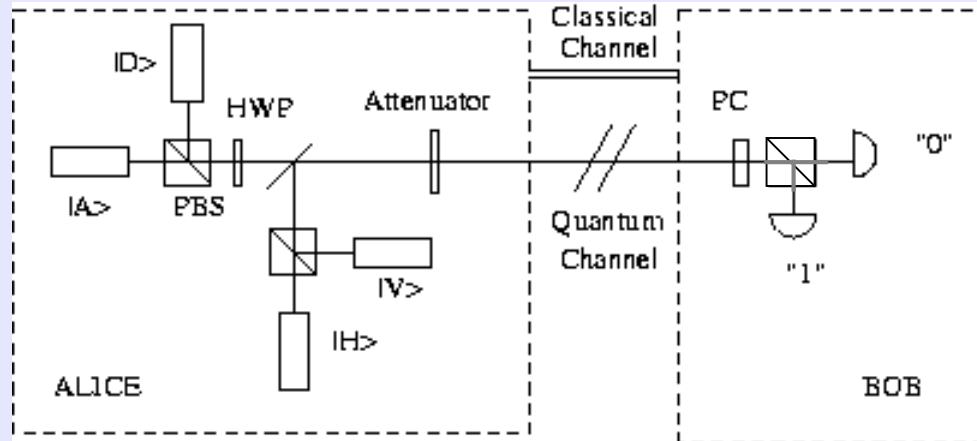 Classical
Channel
|D>
HWP
Attenuator
PC
"0"
|A>
PBS
Quantum
Channel
|V>
"1"
|H>
ALICE
BOB